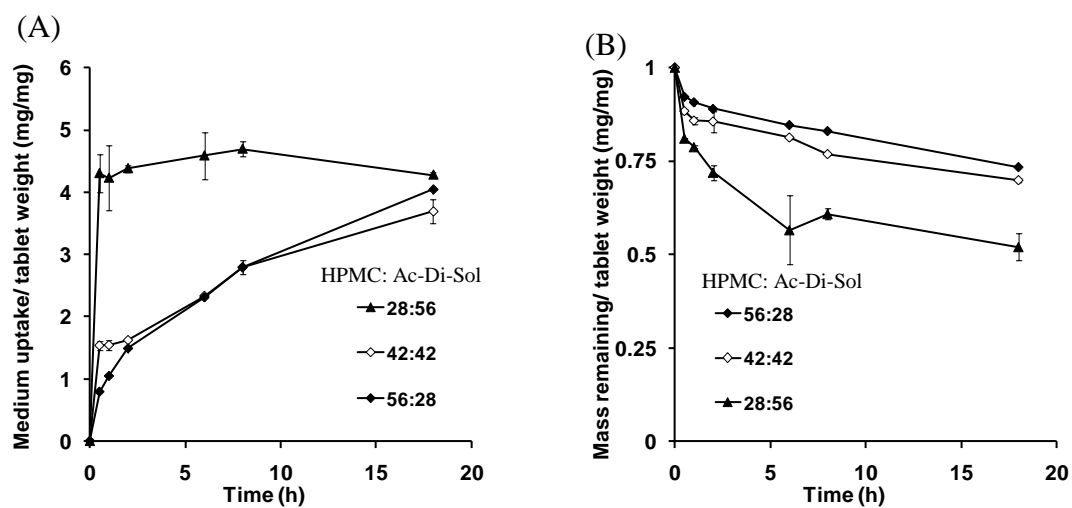 (A)
Medium uptake/ tablet weight (mg/mg)
6
5
4
3
2
1
0
0 5 10 15 20
Time (h)
HPMC: Ac-Di-Sol
28:56
42:42
56:28
(B)
Mass remaining/ tablet weight (mg/mg)
1
0.75
0.5
0.25
0
0 5 10 15 20
Time (h)
HPMC: Ac-Di-Sol
56:28
42:42
28:56